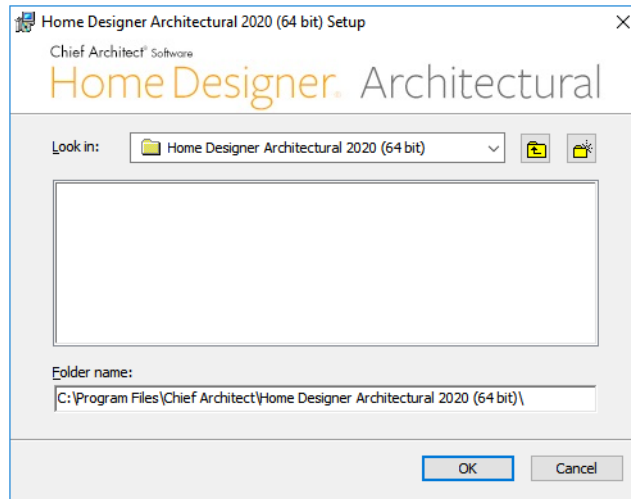 Home Designer Architectural 2020 (64 bit) Setup
Chief Architect® Software
Home Designer® Architectural
Look in: Home Designer Architectural 2020 (64 bit)
Folder name:
C:\Program Files\Chief Architect\Home Designer Architectural 2020 (64 bit)\
OK Cancel